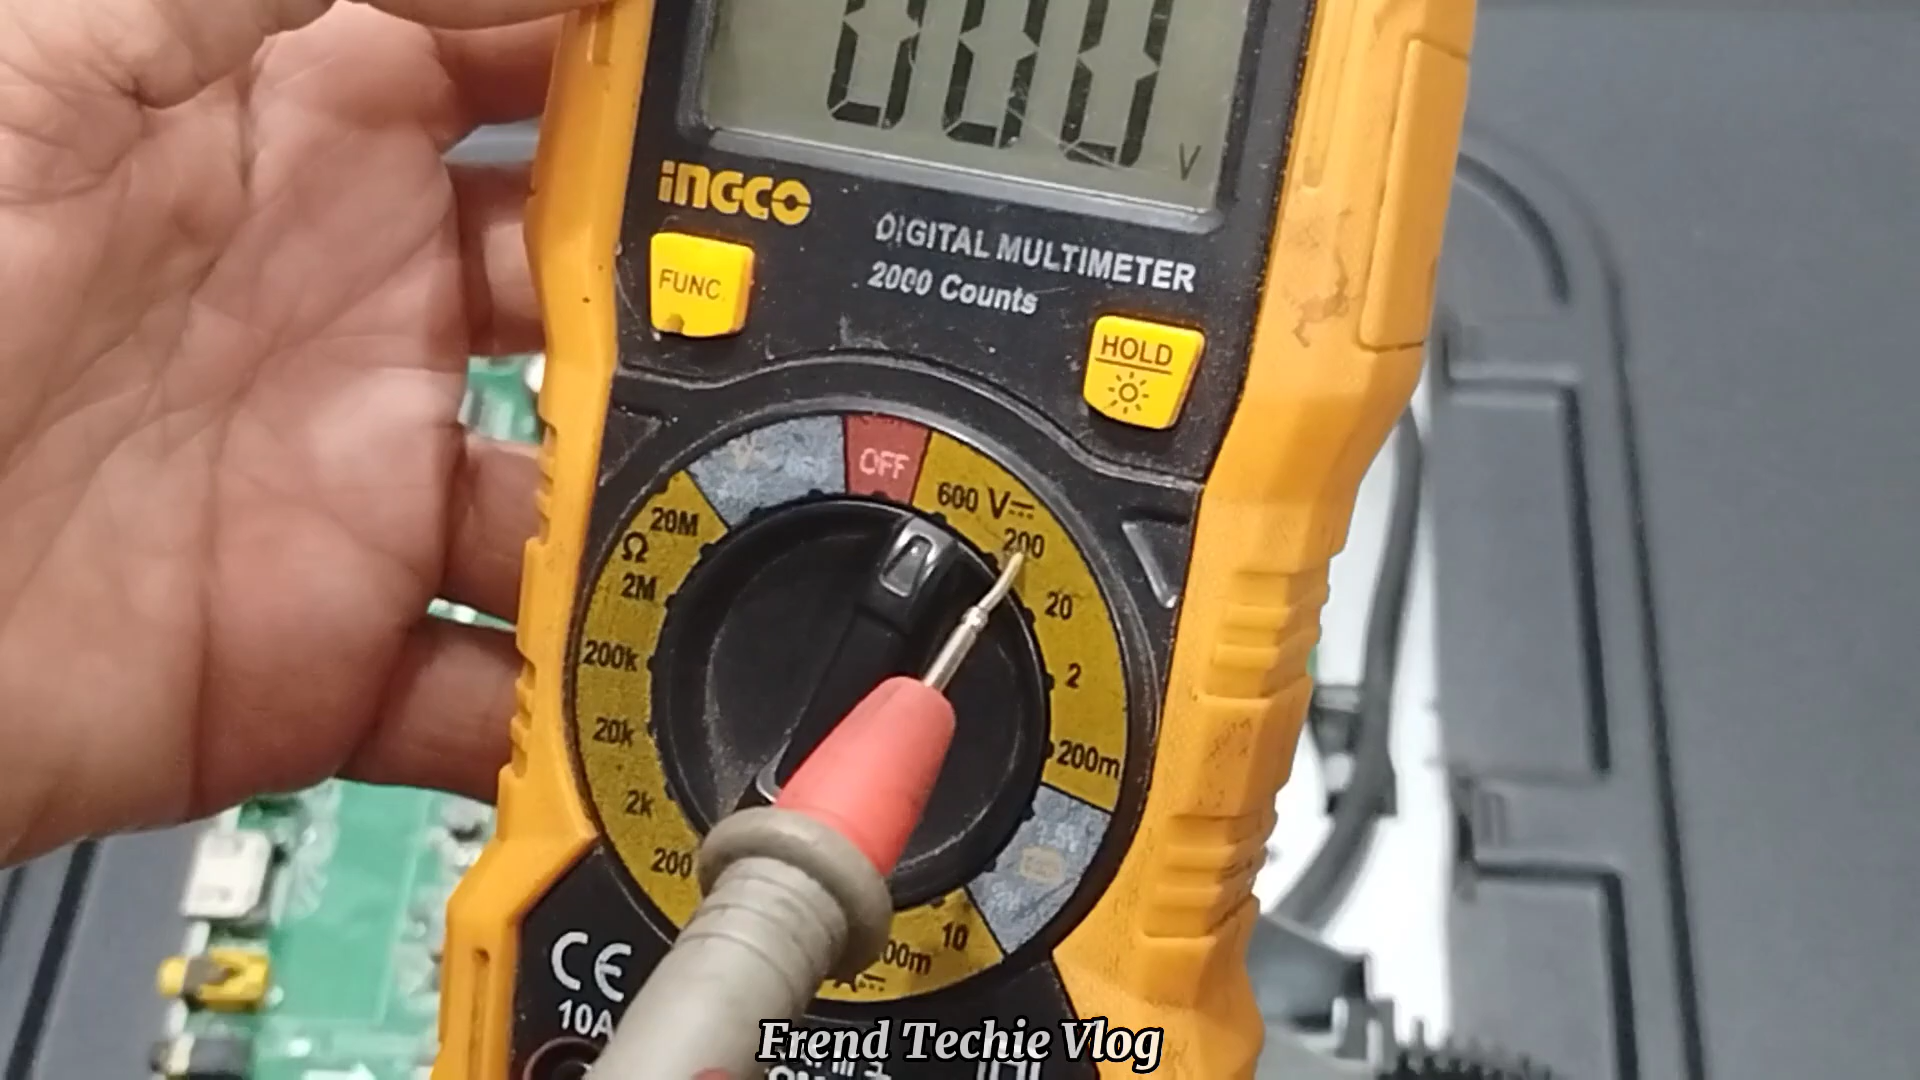 000
V
INGCO
DIGITAL MULTIMETER
2000 Counts
FUNC.
HOLD
OFF
600 V
200
20
2
200m
20M
Ω
2M
200k
20k
2k
200
10
CE
10A
Frend Techie Vlog